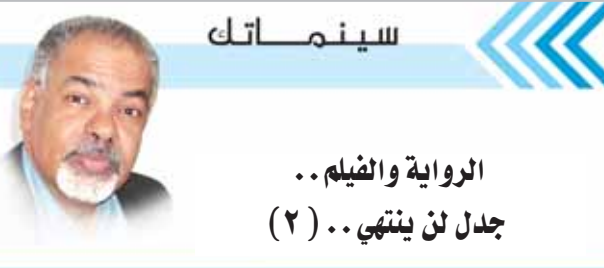 سينمـــاتك
الرواية والفيلم..
جدل لن ينتهي.. (٢)